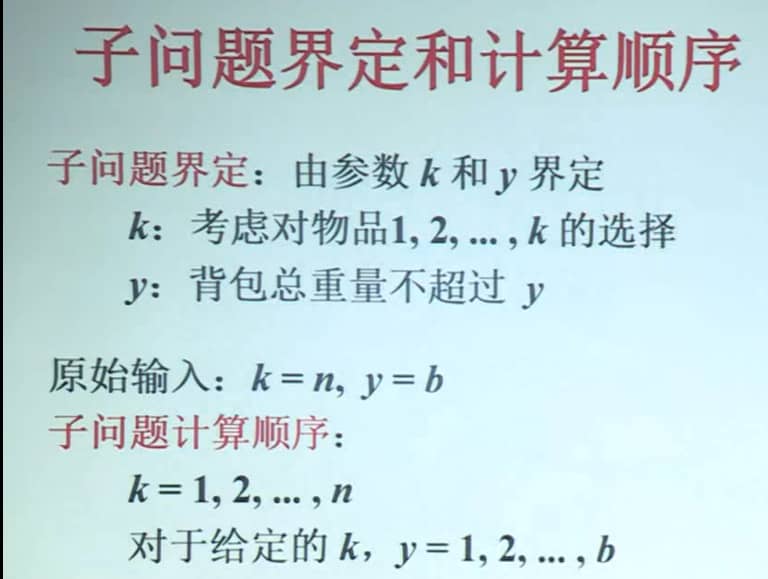 子问题界定和计算顺序
子问题界定：由参数 k 和 y 界定
k：考虑对物品1, 2, ... , k 的选择
y：背包总重量不超过 y
原始输入：k = n, y = b
子问题计算顺序：
k = 1, 2, ... , n
对于给定的 k，y = 1, 2, ... , b